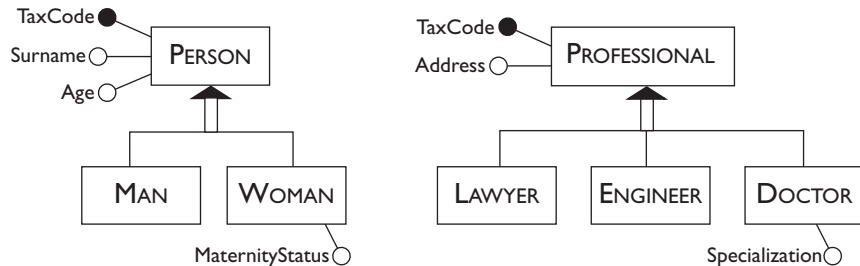 TaxCode
Surname
Age
PERSON
MAN
WOMAN
MaternityStatus
TaxCode
Address
PROFESSIONAL
LAWYER
ENGINEER
DOCTOR
Specialization